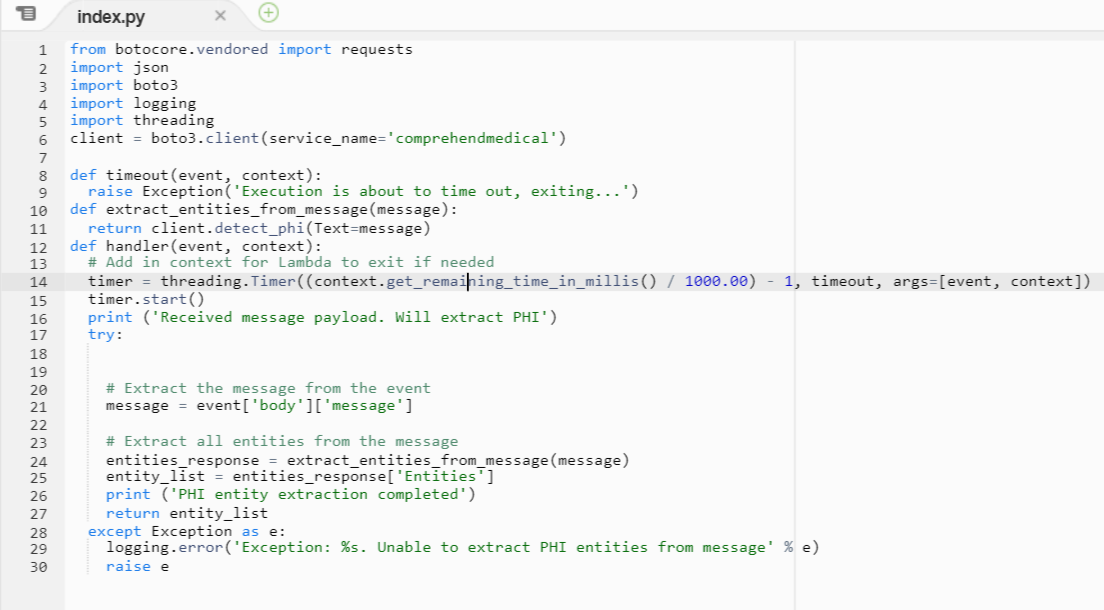 index.py
1 from botocore.vendored import requests
2 import json
3 import boto3
4 import logging
5 import threading
6 client = boto3.client(service_name='comprehendmedical')
7
8 def timeout(event, context):
9   raise Exception('Execution is about to time out, exiting...')
10 def extract_entities_from_message(message):
11   return client.detect_phi(Text=message)
12 def handler(event, context):
13   # Add in context for Lambda to exit if needed
14   timer = threading.Timer((context.get_remaining_time_in_millis() / 1000.00) - 1, timeout, args=[event, context])
15   timer.start()
16   print ('Received message payload. Will extract PHI')
17   try:
18
19
20     # Extract the message from the event
21     message = event['body']['message']
22
23     # Extract all entities from the message
24     entities_response = extract_entities_from_message(message)
25     entity_list = entities_response['Entities']
26     print ('PHI entity extraction completed')
27     return entity_list
28   except Exception as e:
29     logging.error('Exception: %s. Unable to extract PHI entities from message' % e)
30     raise e